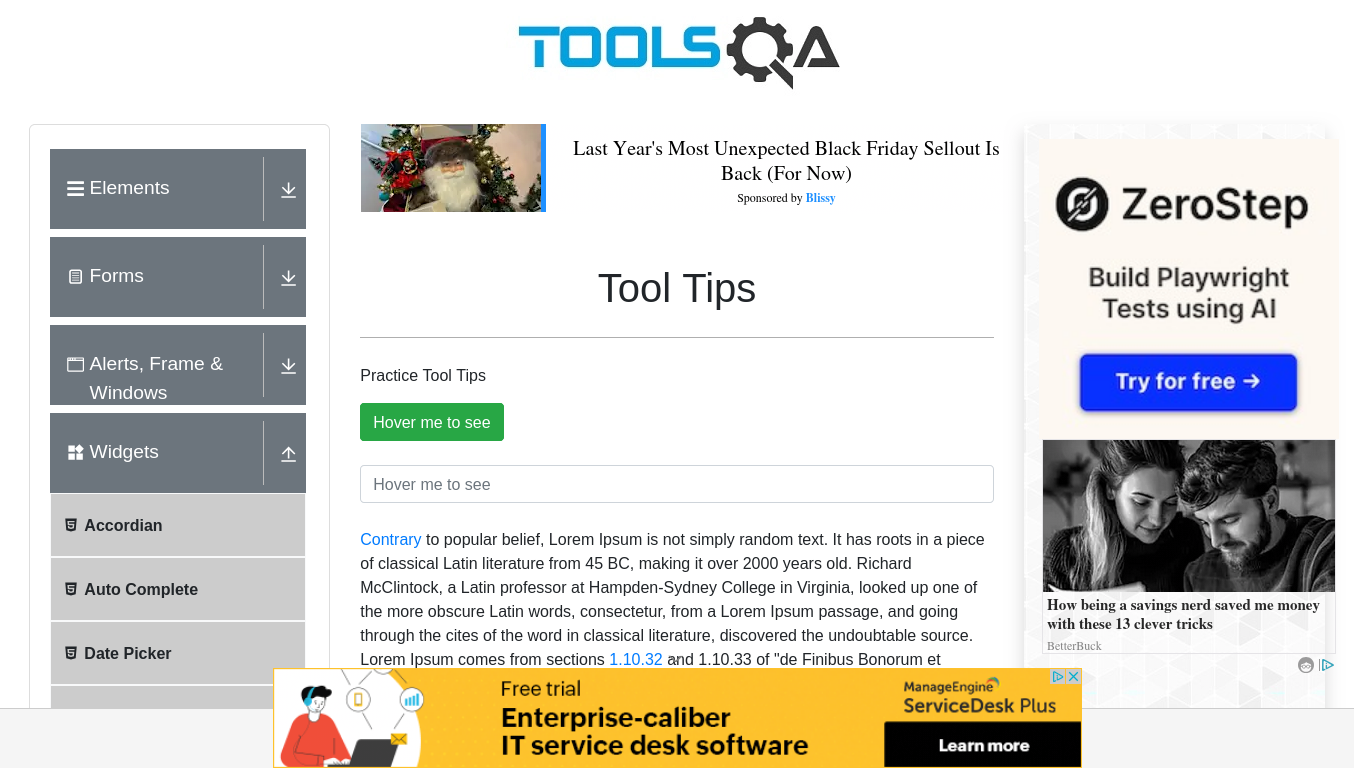 TOOLSQA
Elements
Forms
Alerts, Frame &
Windows
Widgets
Accordian
Auto Complete
Date Picker
Last Year's Most Unexpected Black Friday Sellout Is
Back (For Now)
Sponsored by Blissy
Tool Tips
Practice Tool Tips
Hover me to see
Hover me to see
Contrary to popular belief, Lorem Ipsum is not simply random text. It has roots in a piece
of classical Latin literature from 45 BC, making it over 2000 years old. Richard
McClintock, a Latin professor at Hampden-Sydney College in Virginia, looked up one of
the more obscure Latin words, consectetur, from a Lorem Ipsum passage, and going
through the cites of the word in classical literature, discovered the undoubtable source.
Lorem Ipsum comes from sections 1.10.32 and 1.10.33 of "de Finibus Bonorum et
ZeroStep
Build Playwright
Tests using AI
Try for free →
How being a savings nerd saved me money
with these 13 clever tricks
BetterBuck
Free trial
Enterprise-caliber
IT service desk software
ManageEngine
ServiceDesk Plus
Learn more